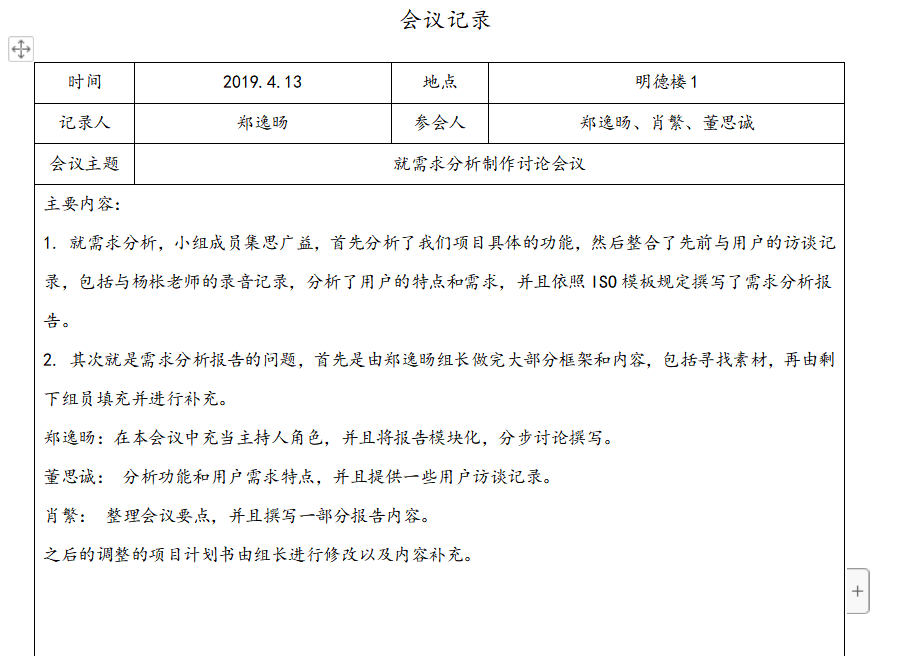 会议记录
时间 2019.4.13 地点 明德楼1
记录人 郑逸旸 参会人 郑逸旸、肖繁、董思诚
会议主题 就需求分析制作讨论会议
主要内容:
1. 就需求分析，小组成员集思广益，首先分析了我们项目具体的功能，然后整合了先前与用户的访谈记
录，包括与杨枨老师的录音记录，分析了用户的特点和需求，并且依照 ISO 模板规定撰写了需求分析报
告。
2. 其次就是需求分析报告的问题，首先是由郑逸旸组长做完大部分框架和内容，包括寻找素材，再由剩
下组员填充并进行补充。
郑逸旸：在本会议中充当主持人角色，并且将报告模块化，分步讨论撰写。
董思诚： 分析功能和用户需求特点，并且提供一些用户访谈记录。
肖繁： 整理会议要点，并且撰写一部分报告内容。
之后的调整的项目计划书由组长进行修改以及内容补充。